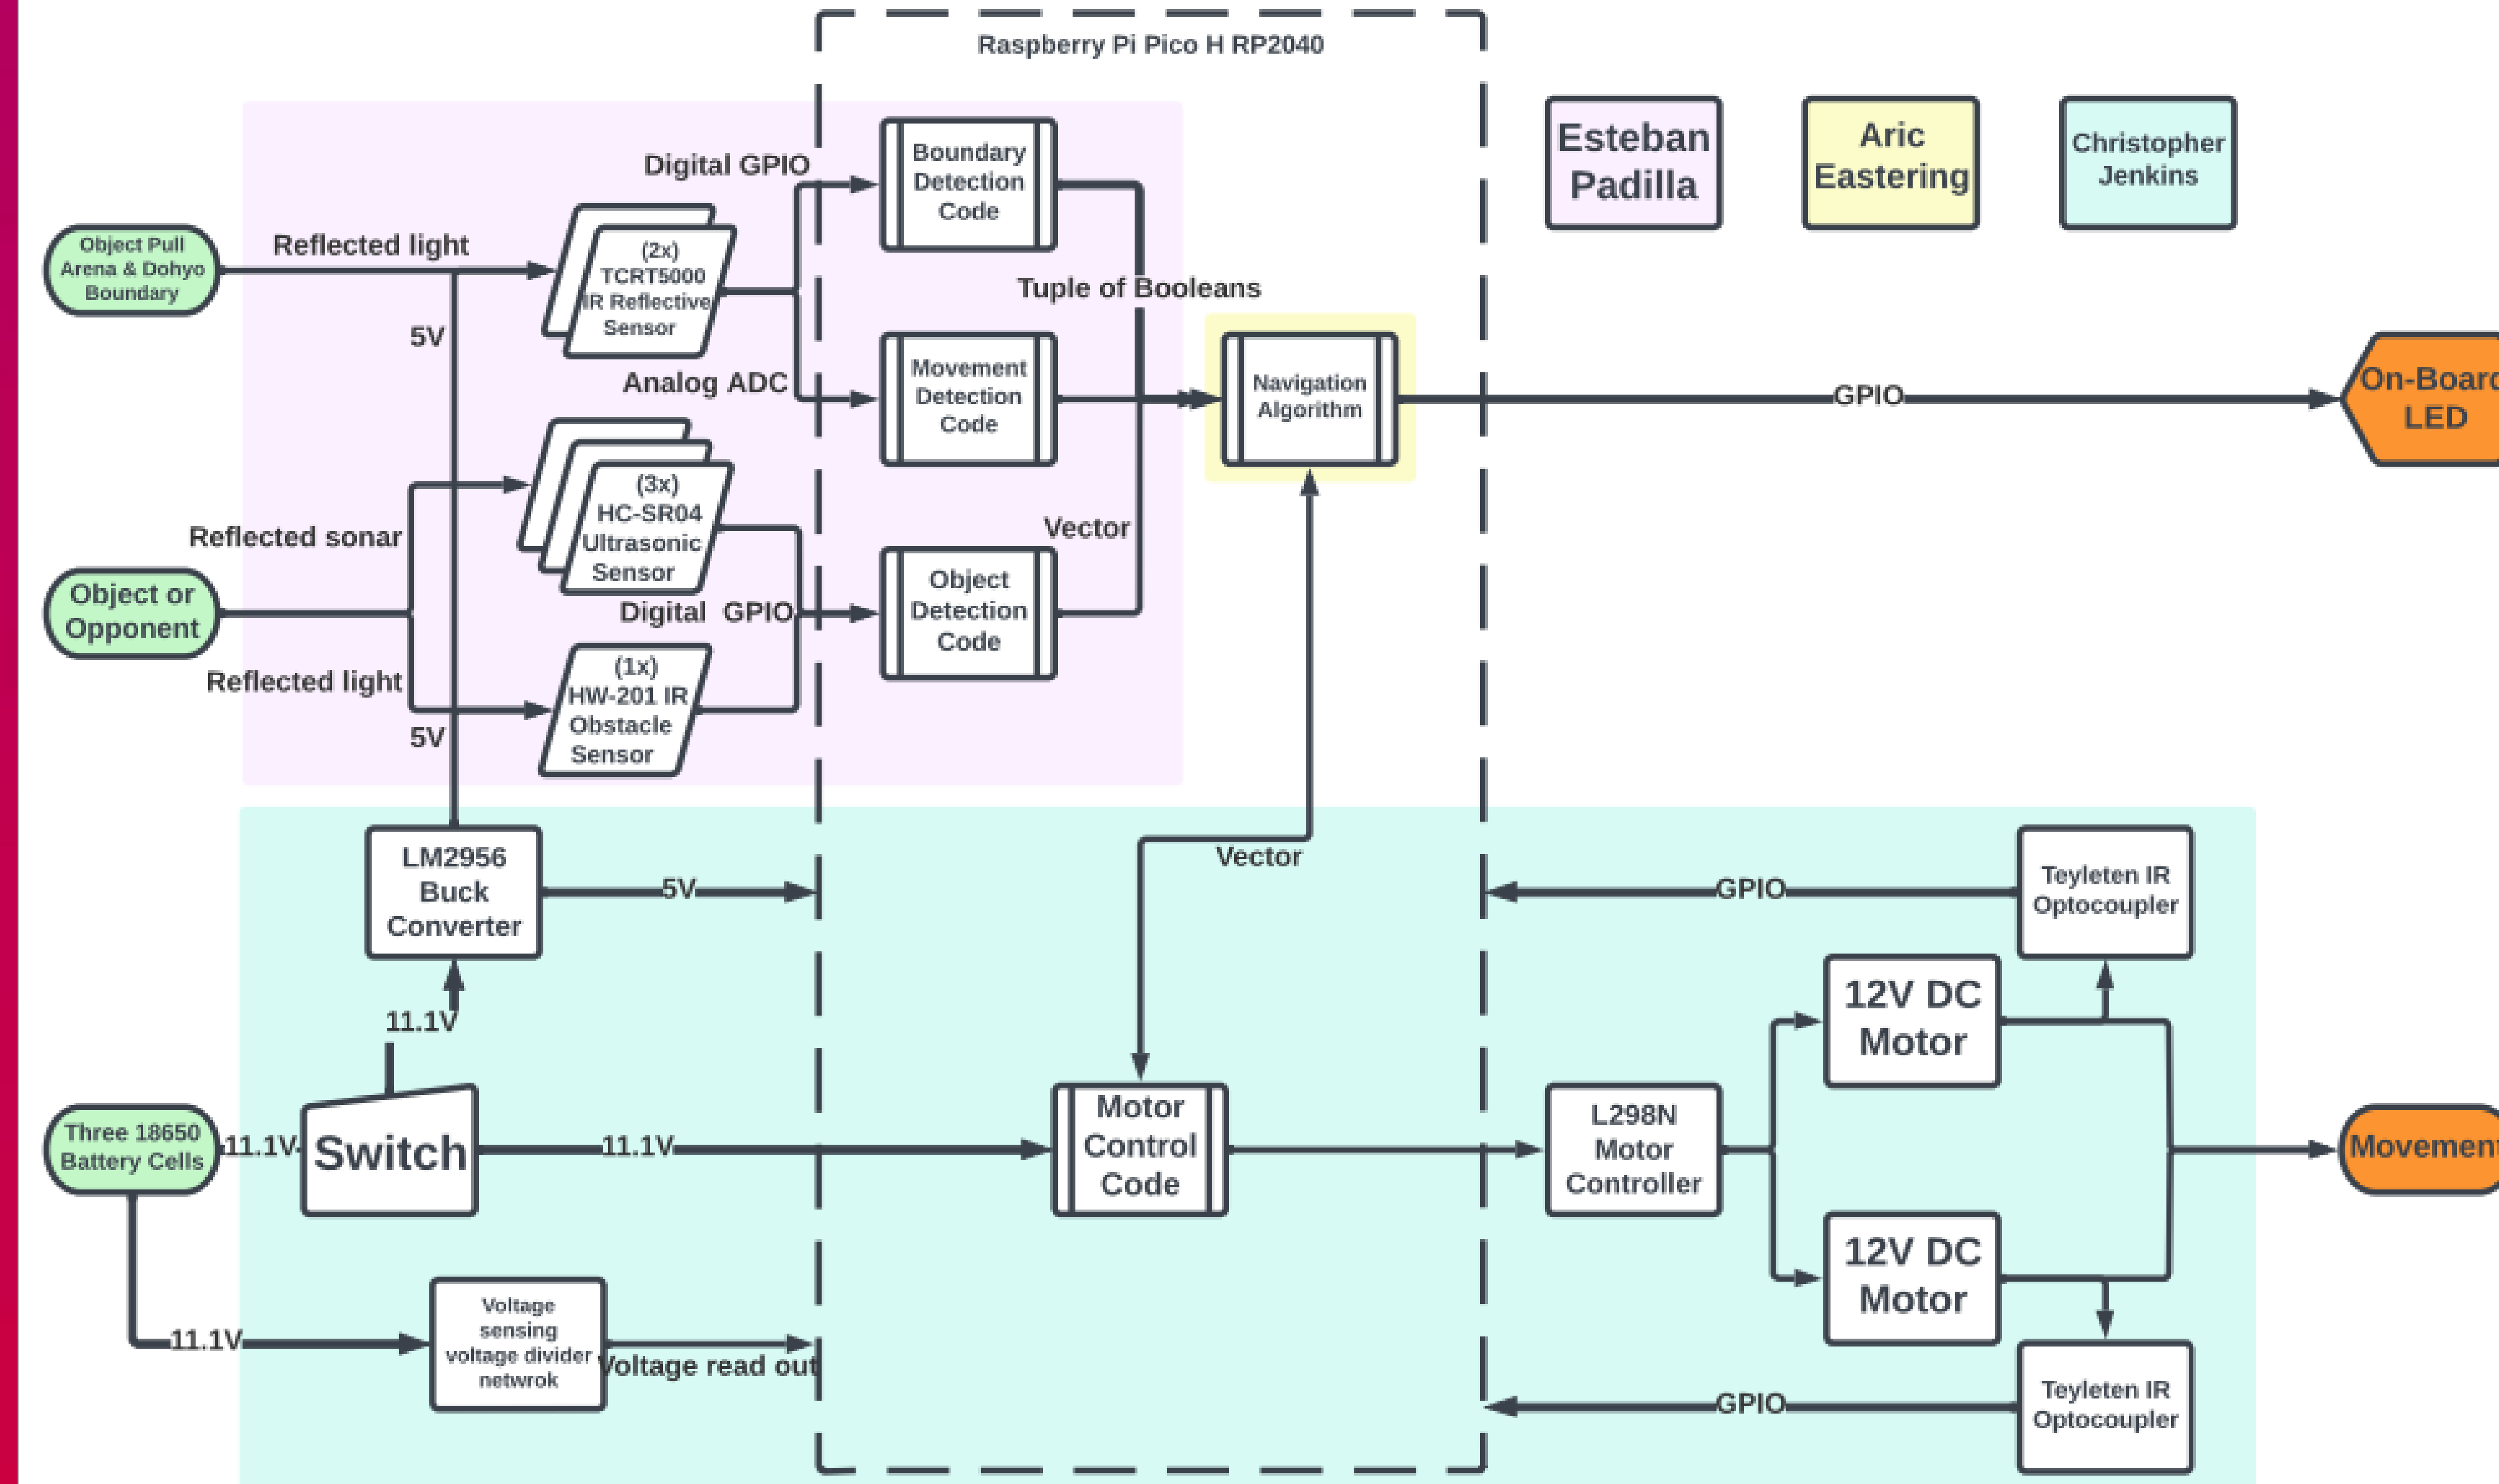 Raspberry Pi Pico H RP2040
Esteban
Padilla
Aric
Eastering
Christopher
Jenkins
Digital GPIO
Boundary
Detection
Code
Object Pull
Arena & Dohyo
Boundary
Reflected light
(2x)
TCRT5000
IR Reflective
Sensor
Tuple of Booleans
5V
Analog ADC
Movement
Detection
Code
Navigation
Algorithm
GPIO
On-Board
LED
Reflected sonar
(3x)
HC-SR04
Ultrasonic
Sensor
Vector
Object or
Opponent
Digital GPIO
Object
Detection
Code
Reflected light
(1x)
HW-201 IR
Obstacle
Sensor
5V
LM2956
Buck
Converter
5V
Vector
GPIO
Teyleten IR
Optocoupler
11.1V
12V DC
Motor
Three 18650
Battery Cells
11.1V
Switch
11.1V
Motor
Control
Code
L298N
Motor
Controller
Movement
12V DC
Motor
11.1V
Voltage
sensing
voltage divider
netwrok
Voltage read out
GPIO
Teyleten IR
Optocoupler